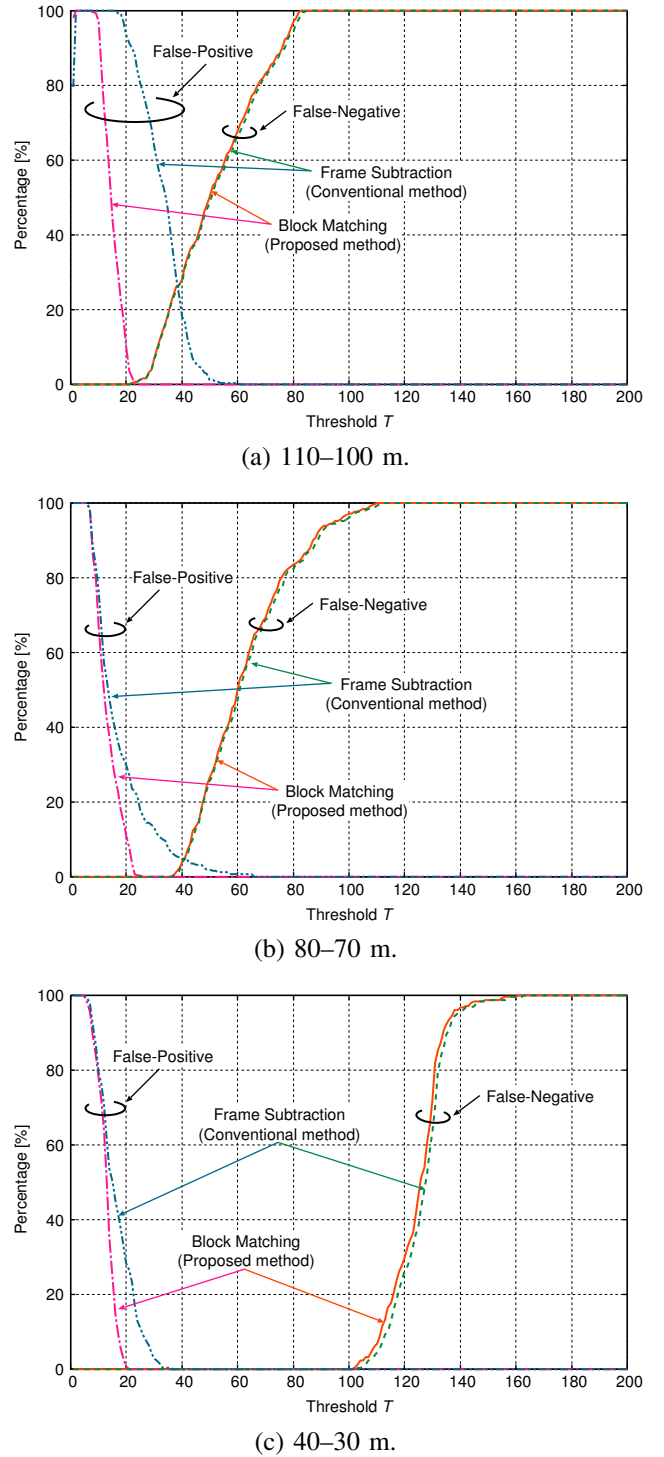 100
80
60
40
20
0
Percentage [%]
False-Positive
False-Negative
Frame Subtraction
(Conventional method)
Block Matching
(Proposed method)
0 20 40 60 80 100 120 140 160 180 200
Threshold T
(a) 110–100 m.
100
80
60
40
20
0
Percentage [%]
False-Positive
False-Negative
Frame Subtraction
(Conventional method)
Block Matching
(Proposed method)
0 20 40 60 80 100 120 140 160 180 200
Threshold T
(b) 80–70 m.
100
80
60
40
20
0
Percentage [%]
False-Positive
False-Negative
Frame Subtraction
(Conventional method)
Block Matching
(Proposed method)
0 20 40 60 80 100 120 140 160 180 200
Threshold T
(c) 40–30 m.